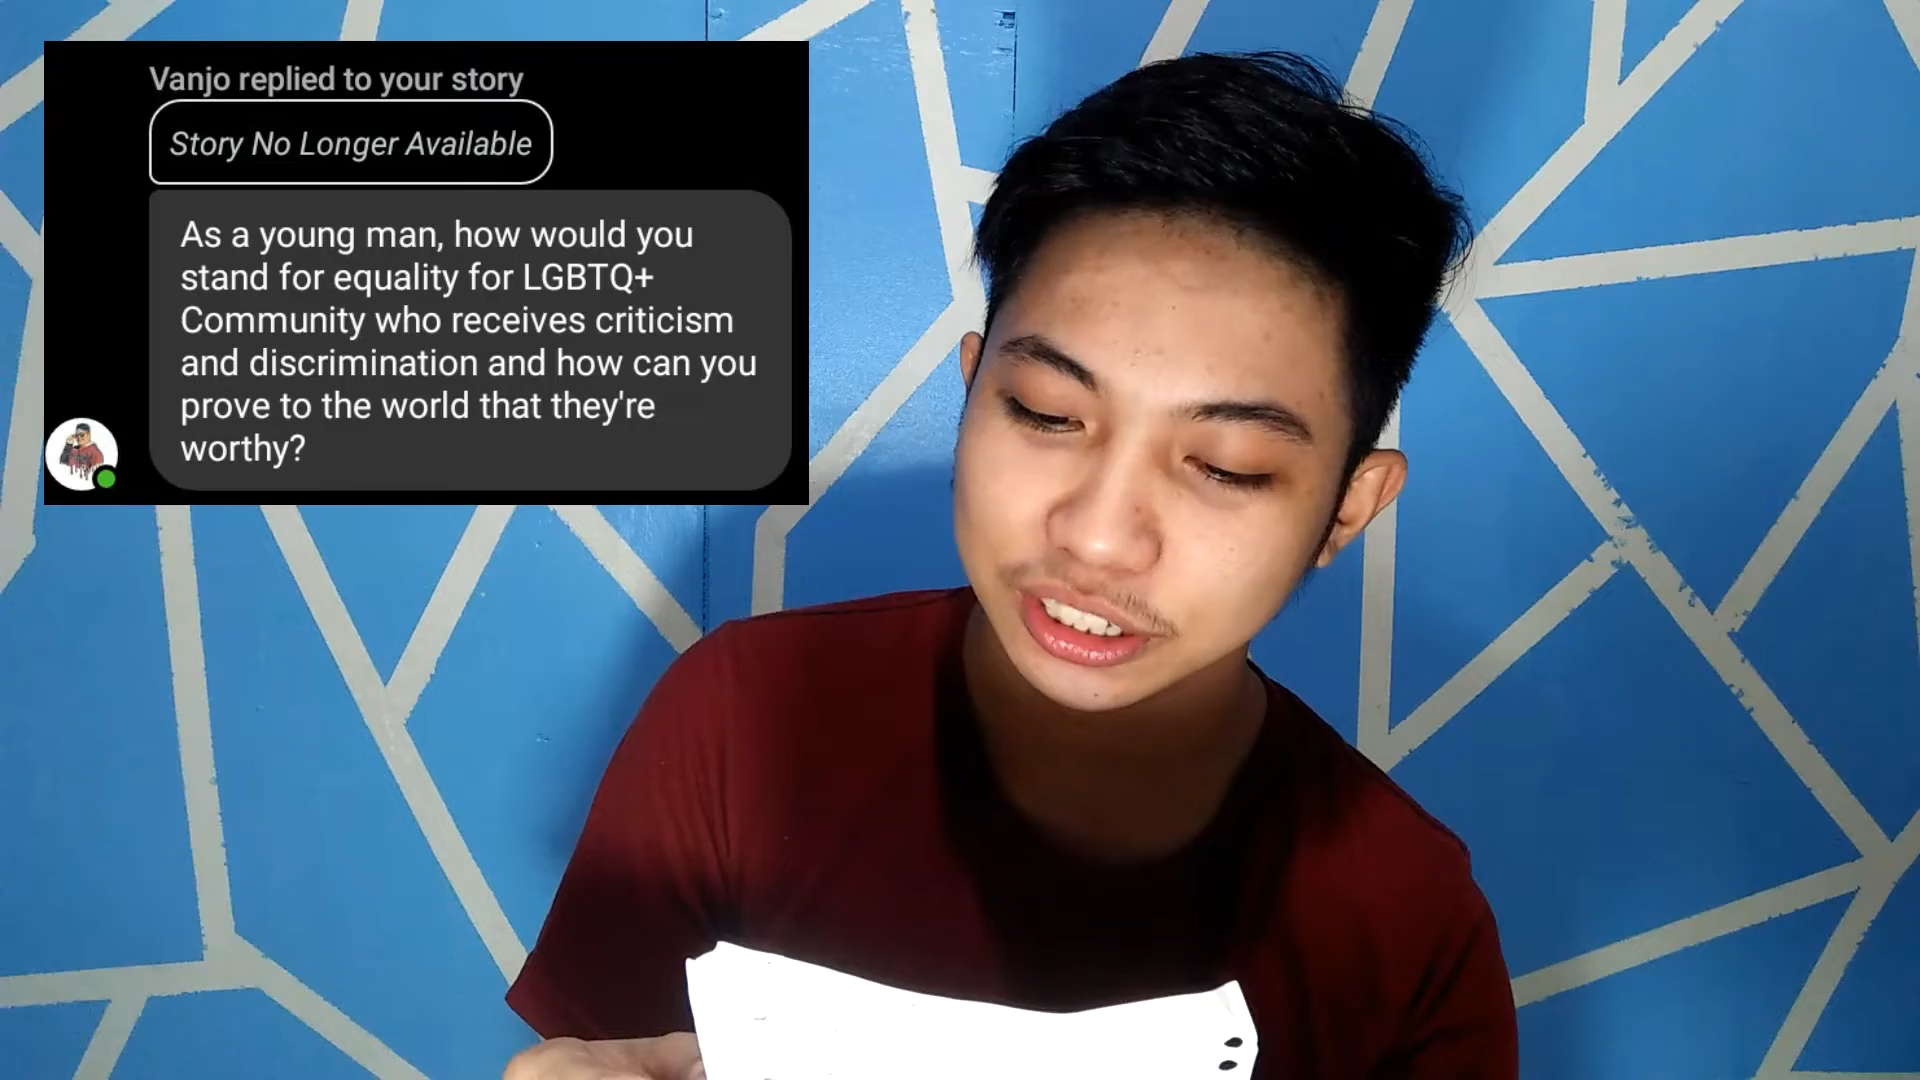 Vanjo replied to your story
Story No Longer Available
As a young man, how would you
stand for equality for LGBTQ+
Community who receives criticism
and discrimination and how can you
prove to the world that they're
worthy?